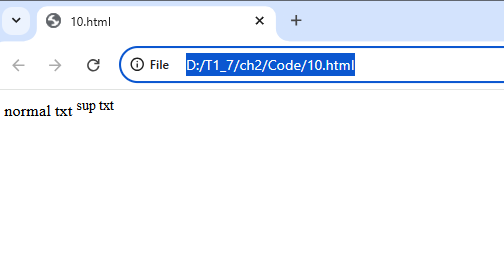 10.html
File D:/T1_7/ch2/Code/10.html
normal txt sup txt